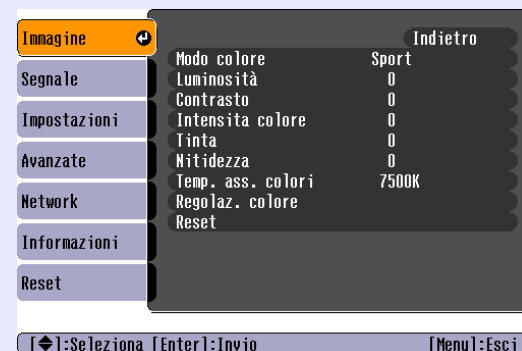 Immagine
Segnale
Impostazioni
Avanzate
Network
Informazioni
Reset
Indietro
Modo colore Sport
Luminosità 0
Contrasto 0
Intensita colore 0
Tinta 0
Nitidezza 0
Temp. ass. colori 7500K
Regolaz. colore
Reset
[◆]:Seleziona [Enter]:Invio [Menu]:Esci